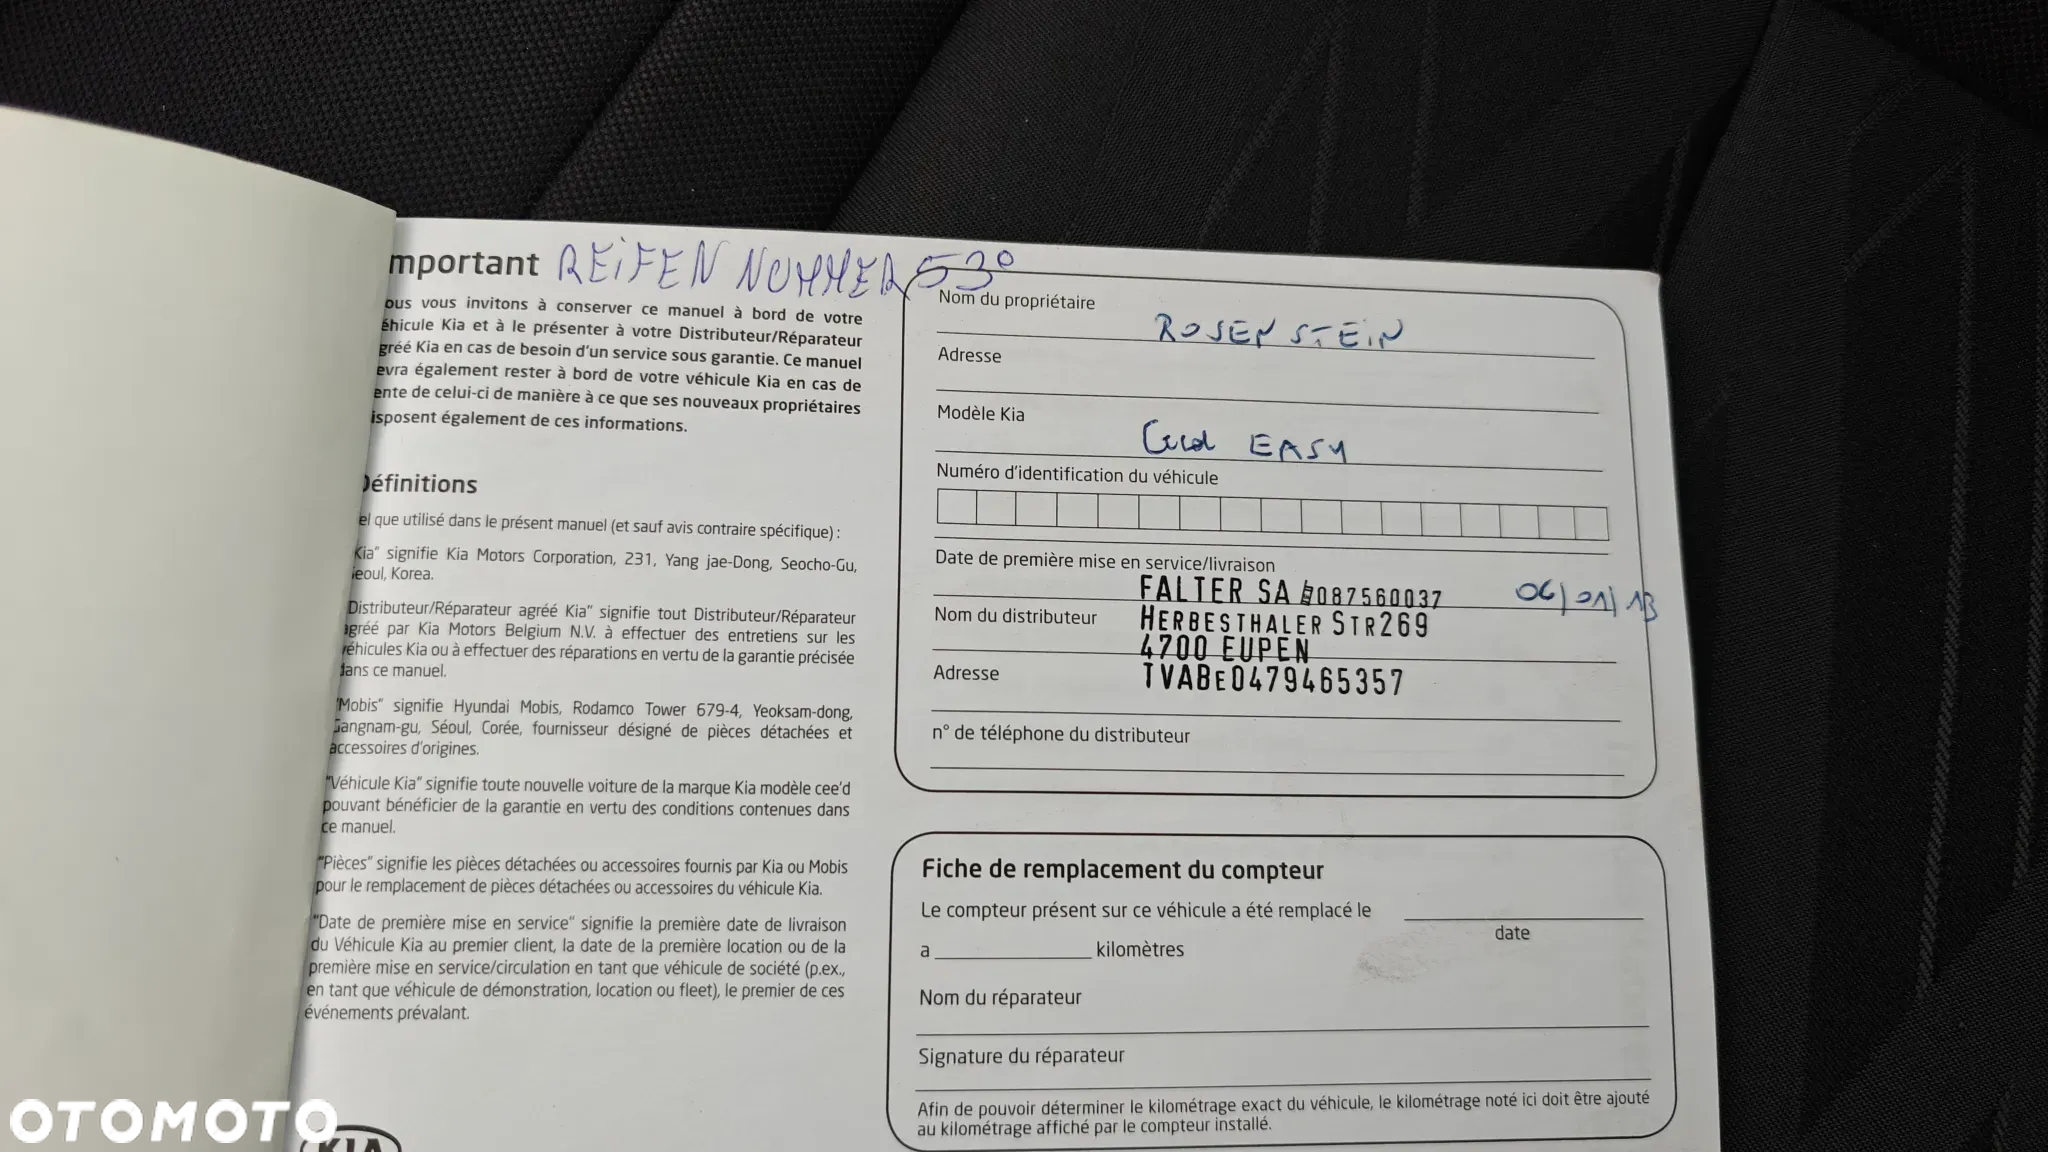 mportant REIFEN NUMMER 530
ous vous invitons à conserver ce manuel à bord de votre
éhicule Kia et à le présenter à votre Distributeur/Réparateur
gréé Kia en cas de besoin d'un service sous garantie. Ce manuel
evra également rester à bord de votre véhicule Kia en cas de
ente de celui-ci de manière à ce que ses nouveaux propriétaires
isposent également de ces informations.
Définitions
el que utilisé dans le présent manuel (et sauf avis contraire spécifique) :
Kia" signifie Kia Motors Corporation, 231, Yang jae-Dong, Seocho-Gu,
eoul, Korea.
Distributeur/Réparateur agréé Kia" signifie tout Distributeur/Réparateur
agréé par Kia Motors Belgium N.V. à effectuer des entretiens sur les
véhicules Kia ou à effectuer des réparations en vertu de la garantie précisée
dans ce manuel.
"Mobis" signifie Hyundai Mobis, Rodamco Tower 679-4, Yeoksam-dong,
Gangnam-gu, Séoul, Corée, fournisseur désigné de pièces détachées et
accessoires d'origines.
"Véhicule Kia" signifie toute nouvelle voiture de la marque Kia modèle cee'd
pouvant bénéficier de la garantie en vertu des conditions contenues dans
ce manuel.
"Pièces" signifie les pièces détachées ou accessoires fournis par Kia ou Mobis
pour le remplacement de pièces détachées ou accessoires du véhicule Kia.
"Date de première mise en service" signifie la première date de livraison
du Véhicule Kia au premier client, la date de la première location ou de la
première mise en service/circulation en tant que véhicule de société (p.ex.,
en tant que véhicule de démonstration, location ou fleet), le premier de ces
événements prévalant.
KIA
Nom du propriétaire
ROSENSTEIN
Adresse
Modèle Kia
Ceed EASY
Numéro d'identification du véhicule
Date de première mise en service/livraison
FALTER SA 087560037 06/01/13
Nom du distributeur HERBESTHALER STR269
4700 EUPEN
Adresse TVABE0479465357
n° de téléphone du distributeur
Fiche de remplacement du compteur
Le compteur présent sur ce véhicule a été remplacé le
date
a kilomètres
Nom du réparateur
Signature du réparateur
Afin de pouvoir déterminer le kilométrage exact du véhicule, le kilométrage noté ici doit être ajouté
au kilométrage affiché par le compteur installé.
OTOMOTO